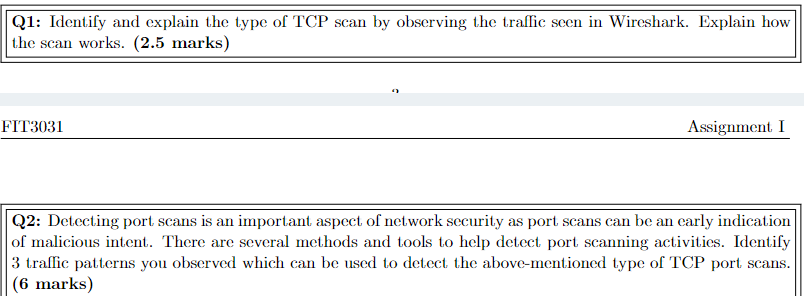 Q1: Identify and explain the type of TCP scan by observing the traffic seen in Wireshark. Explain how
the scan works. (2.5 marks)
FIT3031
Assignment I
Q2: Detecting port scans is an important aspect of network security as port scans can be an early indication
of malicious intent. There are several methods and tools to help detect port scanning activities. Identify
3 traffic patterns you observed which can be used to detect the above-mentioned type of TCP port scans.
(6 marks)